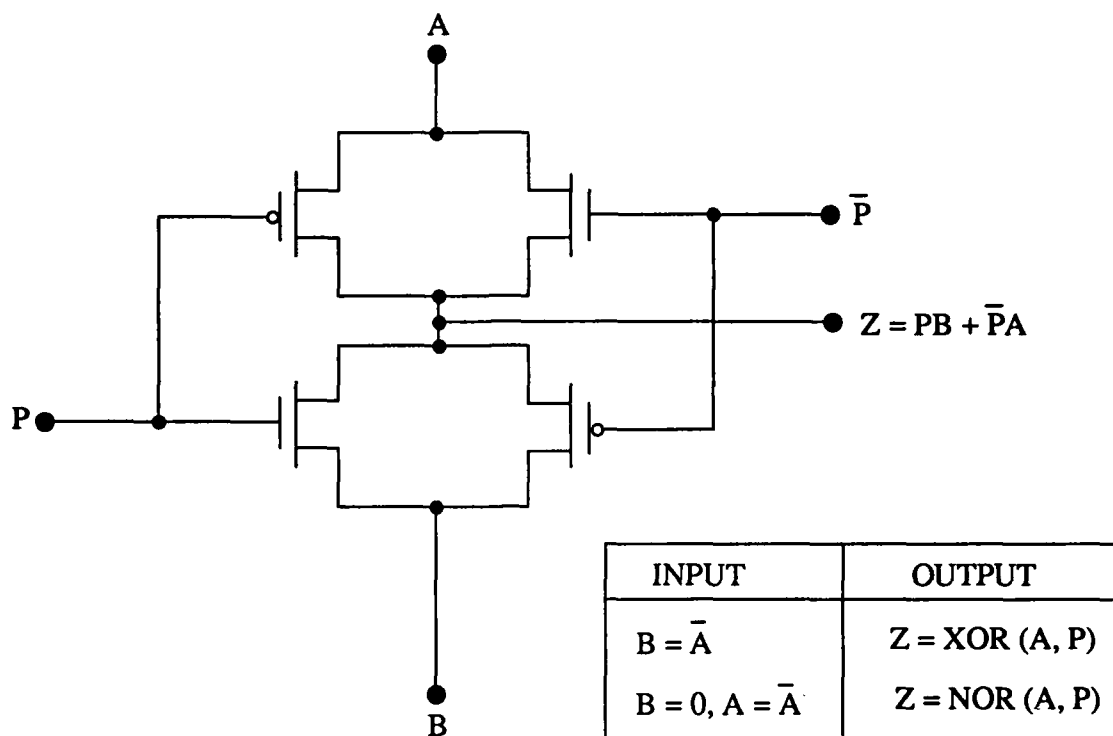 A
P̅
Z = PB + P̅A
P
B
INPUT OUTPUT
B = A̅ Z = XOR (A, P)
B = 0, A = A̅ Z = NOR (A, P)